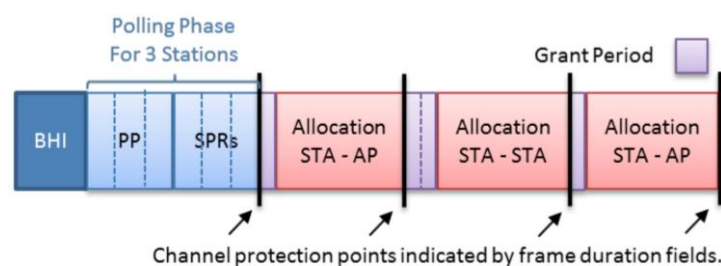 Polling Phase
For 3 Stations
Grant Period
BHI
PP
SPRs
Allocation
STA - AP
Allocation
STA - STA
Allocation
STA - AP
Channel protection points indicated by frame duration fields.